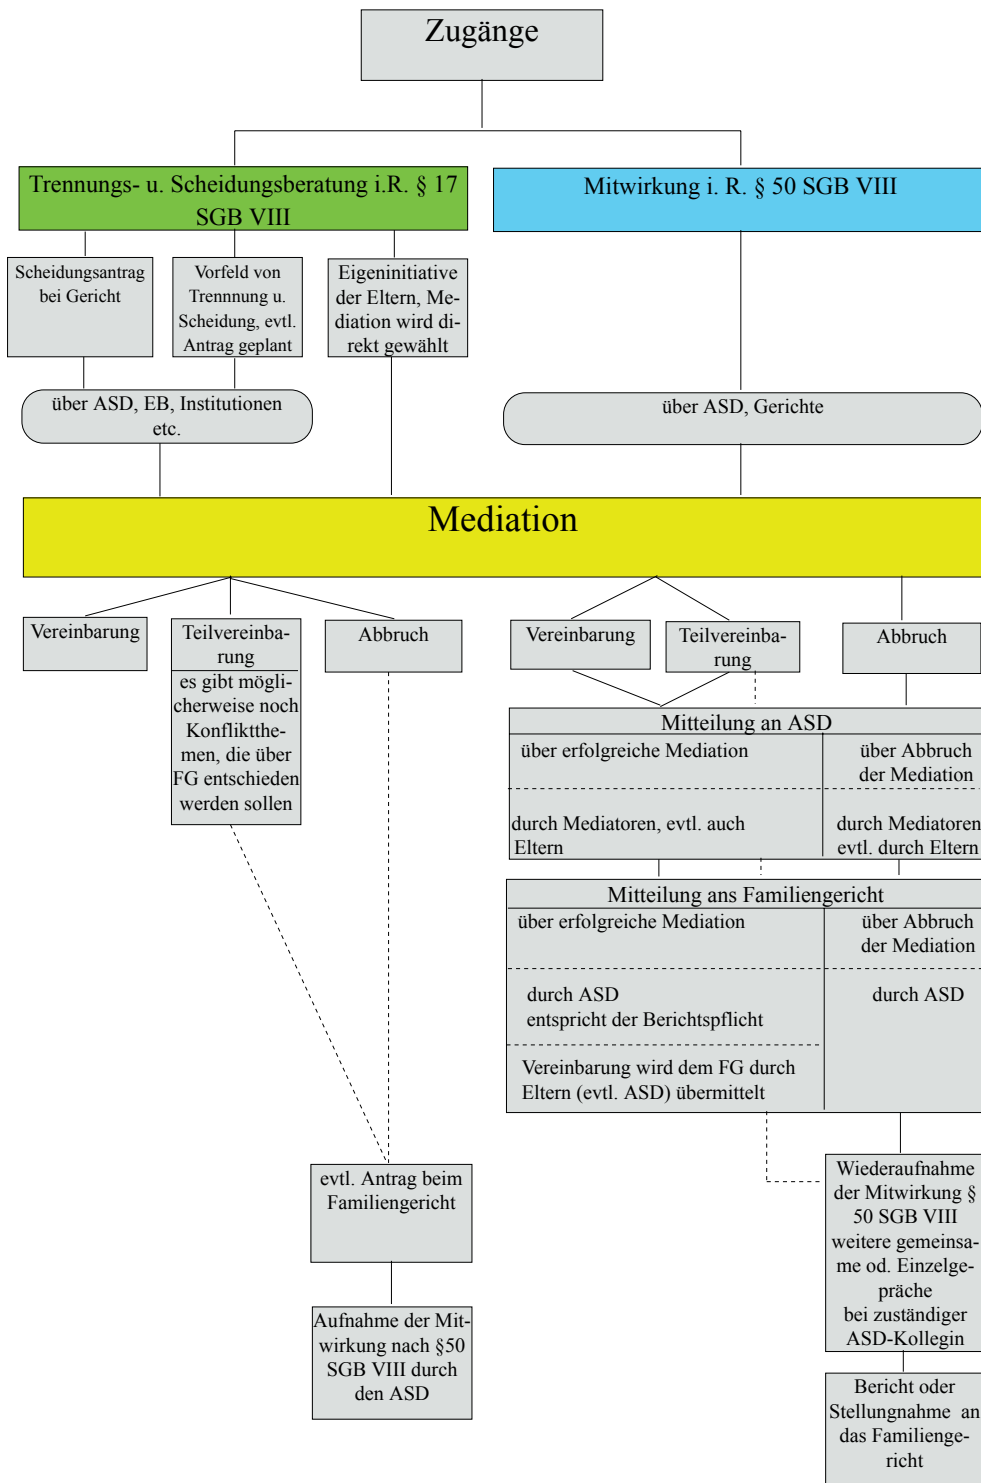 Zugänge
Trennungs- u. Scheidungsberatung i.R. § 17
SGB VIII
Mitwirkung i. R. § 50 SGB VIII
Scheidungsantrag
bei Gericht
Vorfeld von
Trennnung u.
Scheidung, evtl.
Antrag geplant
Eigeninitiative
der Eltern, Me-
diation wird di-
rekt gewählt
über ASD, EB, Institutionen
etc.
über ASD, Gerichte
Mediation
Vereinbarung
Teilvereinba-
rung
es gibt mögli-
cherweise noch
Konfliktthe-
men, die über
FG entschieden
werden sollen
Abbruch
Vereinbarung
Teilvereinba-
rung
Abbruch
Mitteilung an ASD
über erfolgreiche Mediation
über Abbruch
der Mediation
durch Mediatoren, evtl. auch
Eltern
durch Mediatoren
evtl. durch Eltern
Mitteilung ans Familiengericht
über erfolgreiche Mediation
über Abbruch
der Mediation
durch ASD
entspricht der Berichtspflicht
durch ASD
Vereinbarung wird dem FG durch
Eltern (evtl. ASD) übermittelt
evtl. Antrag beim
Familiengericht
Aufnahme der Mit-
wirkung nach §50
SGB VIII durch
den ASD
Wiederaufnahme
der Mitwirkung §
50 SGB VIII
weitere gemeinsa-
me od. Einzelge-
präche
bei zuständiger
ASD-Kollegin
Bericht oder
Stellungnahme an
das Familienge-
richt